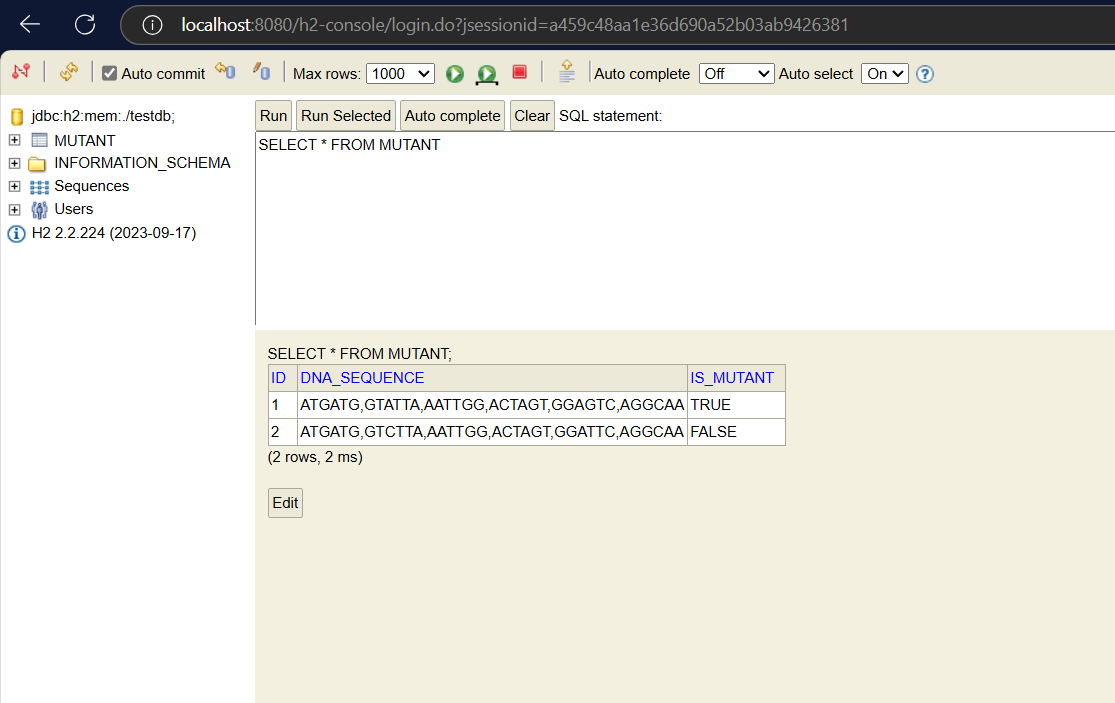 localhost:8080/h2-console/login.do?jsessionid=a459c48aa1e36d690a52b03ab9426381
Auto commit Max rows: 1000 Auto complete Off Auto select On ?
jdbc:h2:mem:./testdb;
MUTANT
INFORMATION_SCHEMA
Sequences
Users
H2 2.2.224 (2023-09-17)
Run Run Selected Auto complete Clear SQL statement:
SELECT * FROM MUTANT
SELECT * FROM MUTANT;
ID DNA_SEQUENCE IS_MUTANT
1 ATGATG,GTATTA,AATTGG,ACTAGT,GGAGTC,AGGCAA TRUE
2 ATGATG,GTCTTA,AATTGG,ACTAGT,GGATTC,AGGCAA FALSE
(2 rows, 2 ms)
Edit